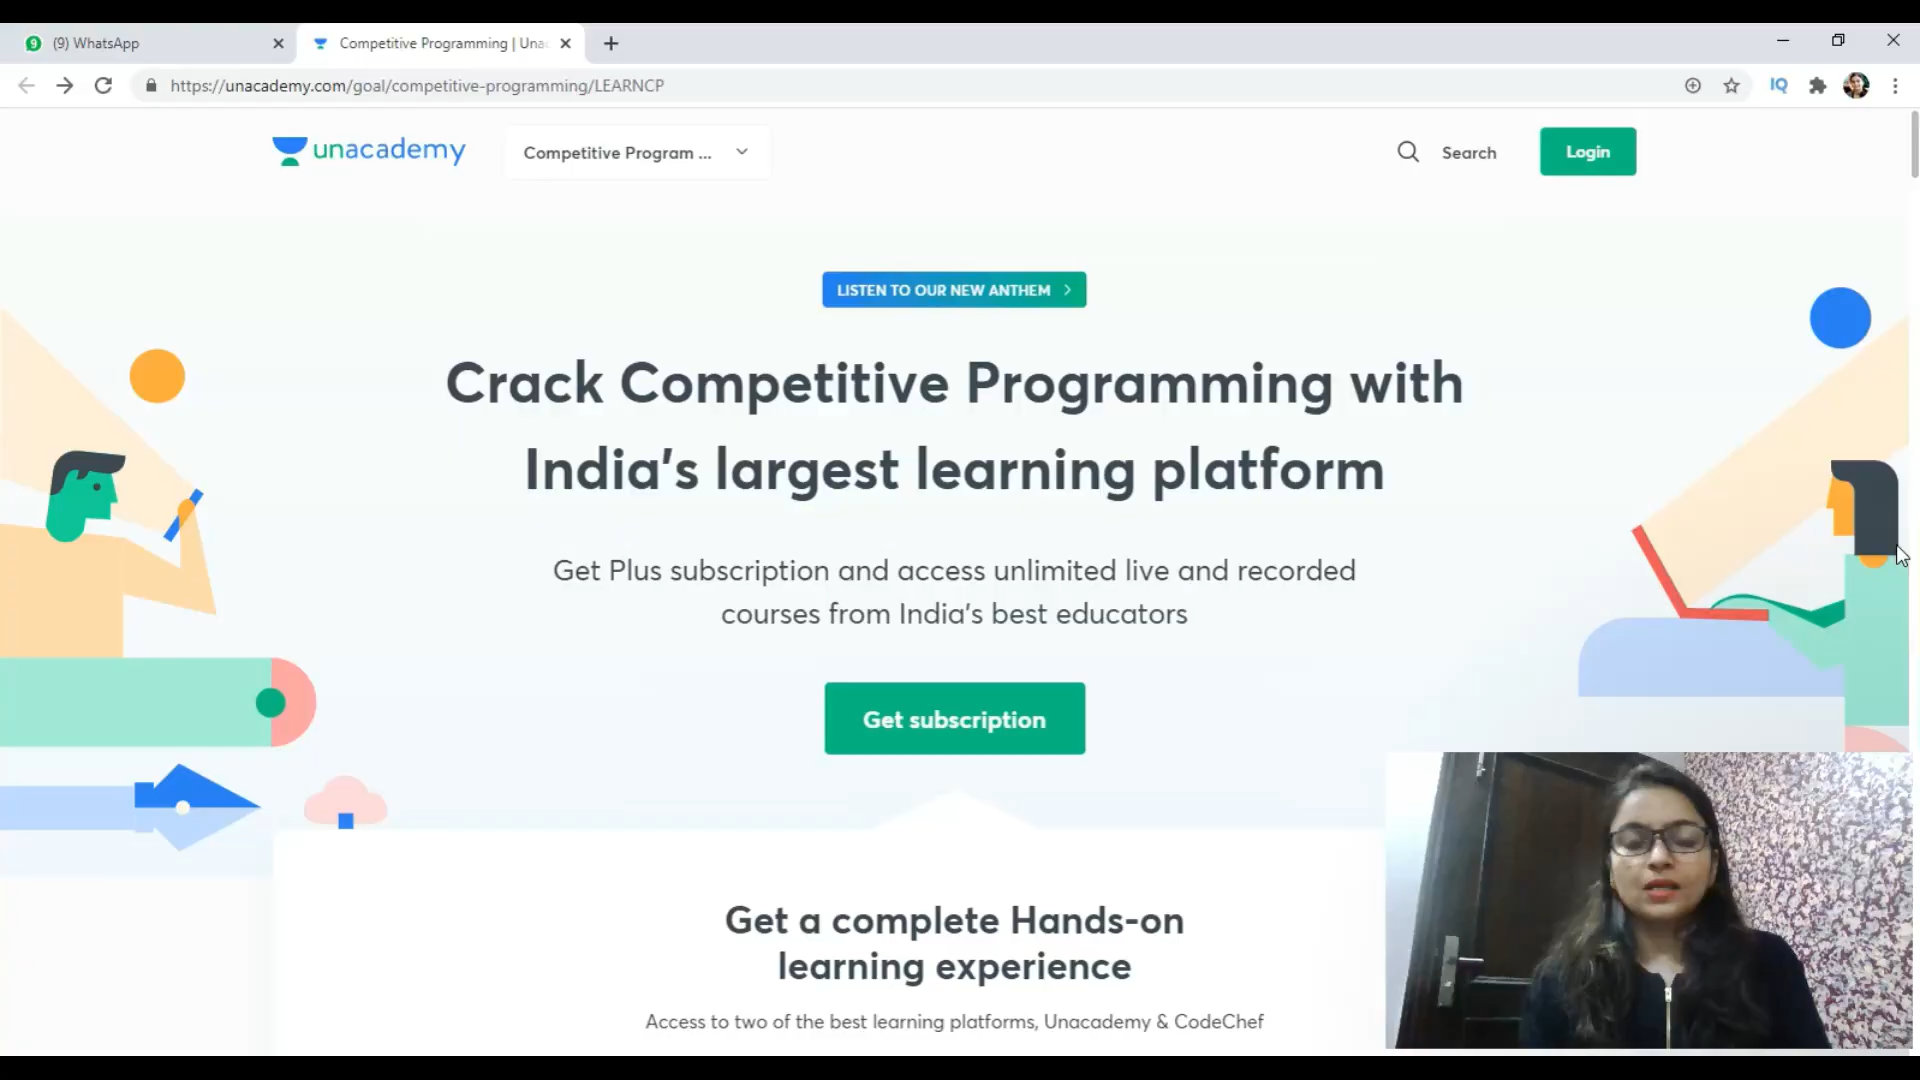 9 (9) WhatsApp
Competitive Programming | Una
https://unacademy.com/goal/competitive-programming/LEARNCP
IQ
unacademy
Competitive Program ...
Search
Login
LISTEN TO OUR NEW ANTHEM
Crack Competitive Programming with
India's largest learning platform
Get Plus subscription and access unlimited live and recorded
courses from India's best educators
Get subscription
Get a complete Hands-on
learning experience
Access to two of the best learning platforms, Unacademy & CodeChef